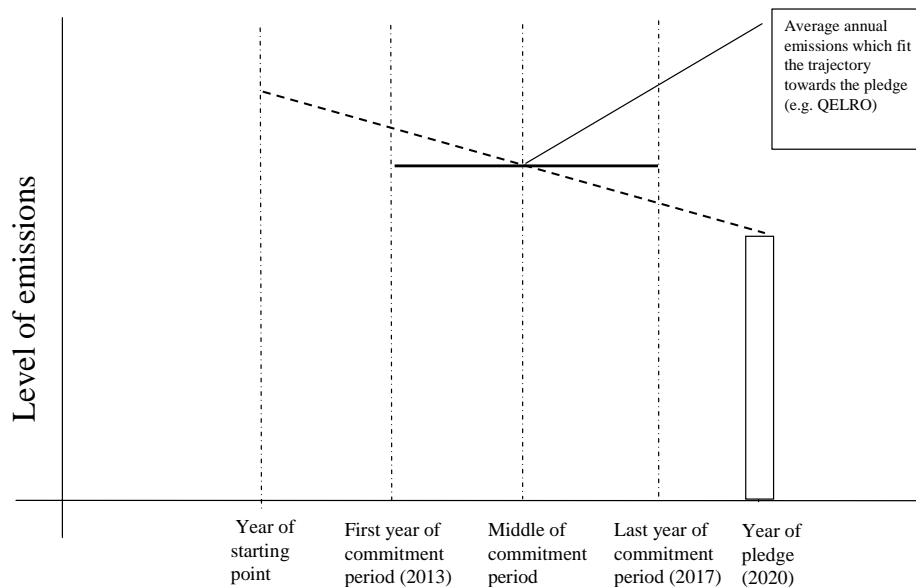 Average annual
emissions which fit
the trajectory
towards the pledge
(e.g. QELRO)
Level of emissions
Year of
starting
point
First year of
commitment
period (2013)
Middle of
commitment
period
Last year of
commitment
period (2017)
Year of
pledge
(2020)